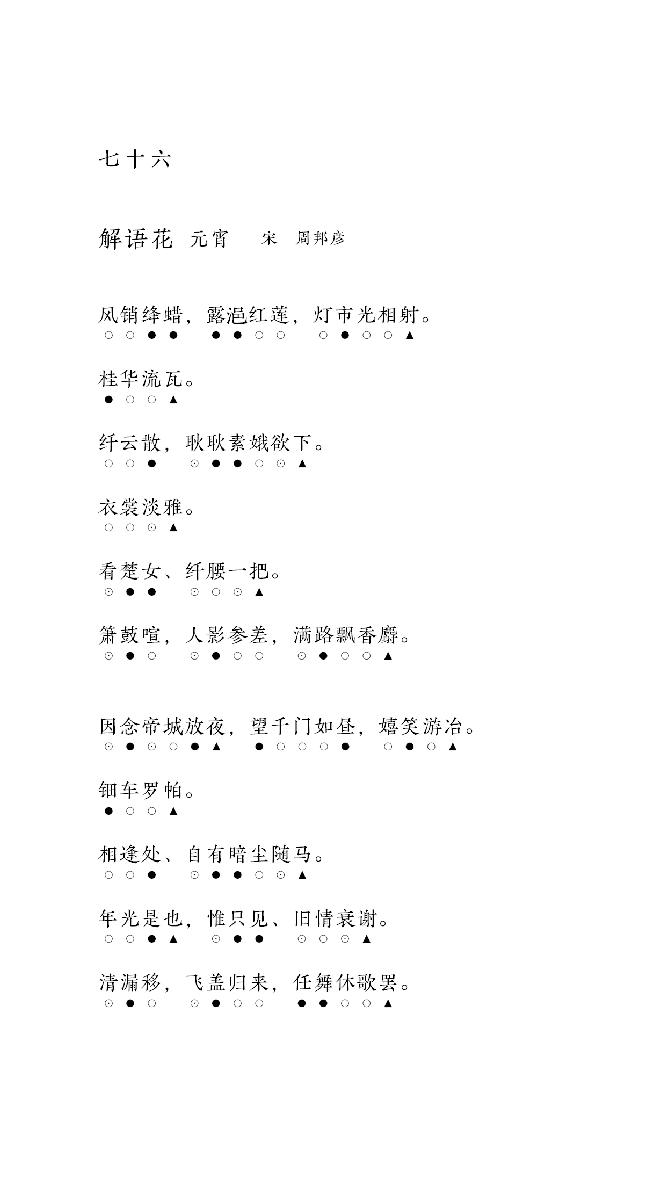 七十六
解语花 元宵 宋 周邦彦
风销绛蜡，露浥红莲，灯市光相射。
○○●● ●●○○ ○●○○▲
桂华流瓦。
●○○▲
纤云散，耿耿素娥欲下。
○○● ⊙●●○⊙▲
衣裳淡雅。
○○⊙▲
看楚女、纤腰一把。
⊙●● ⊙○⊙▲
箫鼓喧，人影参差，满路飘香麝。
⊙●○ ⊙●○○ ⊙●○○▲
因念帝城放夜，望千门如昼，嬉笑游冶。
⊙●⊙○●▲ ●○○○● ○●○▲
钿车罗帕。
●○○▲
相逢处、自有暗尘随马。
○○● ⊙●●○⊙▲
年光是也，惟只见、旧情衰谢。
○○●▲ ⊙●● ○○⊙▲
清漏移，飞盖归来，任舞休歌罢。
⊙●○ ⊙●○○ ●●○○▲